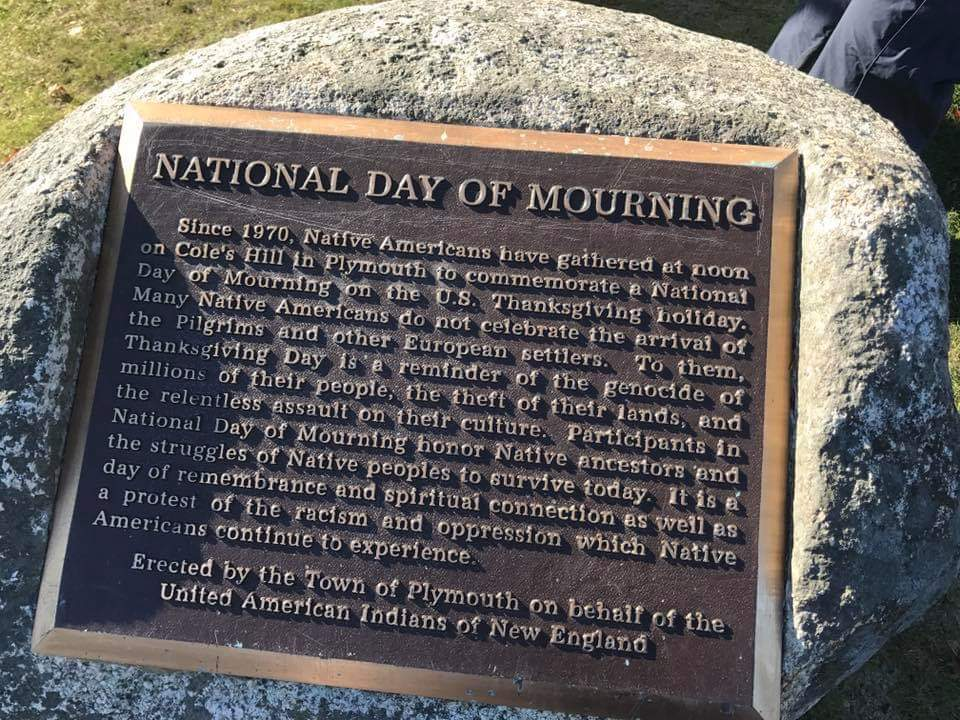 NATIONAL DAY OF MOURNING
Since 1970, Native Americans have gathered at noon
on Cole's Hill in Plymouth to commemorate a National
Day of Mourning on the U.S. Thanksgiving holiday.
Many Native Americans do not celebrate the arrival of
the Pilgrims and other European settlers. To them,
Thanksgiving Day is a reminder of the genocide of
millions of their people, the theft of their lands, and
the relentless assault on their culture. Participants in
National Day of Mourning honor Native ancestors and
the struggles of Native peoples to survive today. It is a
day of remembrance and spiritual connection as well as
a protest of the racism and oppression which Native
Americans continue to experience.
Erected by the Town of Plymouth on behalf of the
United American Indians of New England